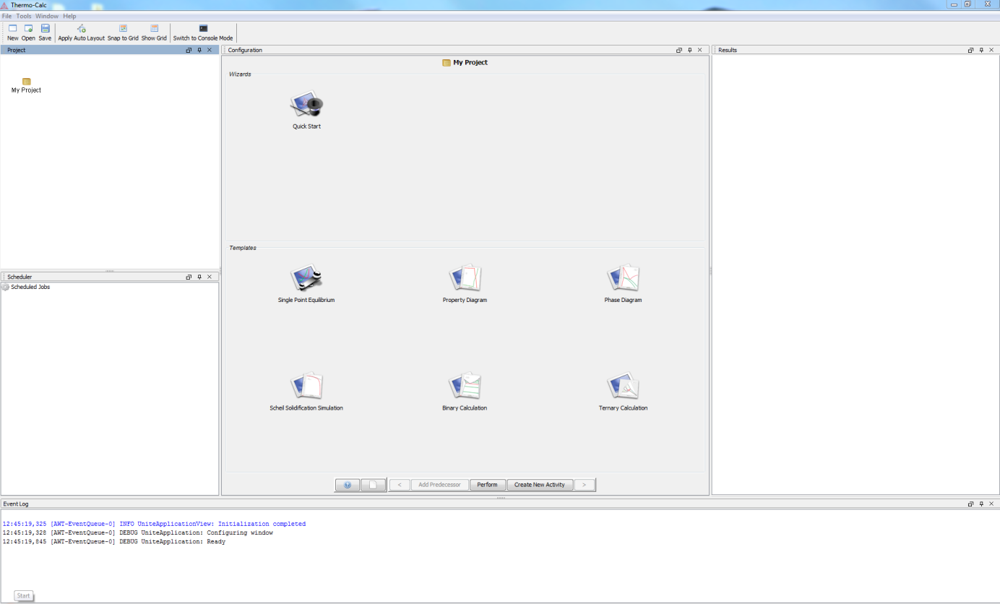 Thermo-Calc
File Tools Window Help
New Open Save Apply Auto Layout Snap to Grid Show Grid Switch to Console Mode
Project
My Project
Scheduler
Scheduled Jobs
Configuration
My Project
Wizards
Quick Start
Templates
Single Point Equilibrium Property Diagram Phase Diagram
Scheil Solidification Simulation Binary Calculation Ternary Calculation
< Add Predecessor Perform Create New Activity >
Results
Event Log
12:45:19,325 [AWT-EventQueue-0] INFO UniteApplicationView: Initialization completed
12:45:19,328 [AWT-EventQueue-0] DEBUG UniteApplication: Configuring window
12:45:19,845 [AWT-EventQueue-0] DEBUG UniteApplication: Ready
Start